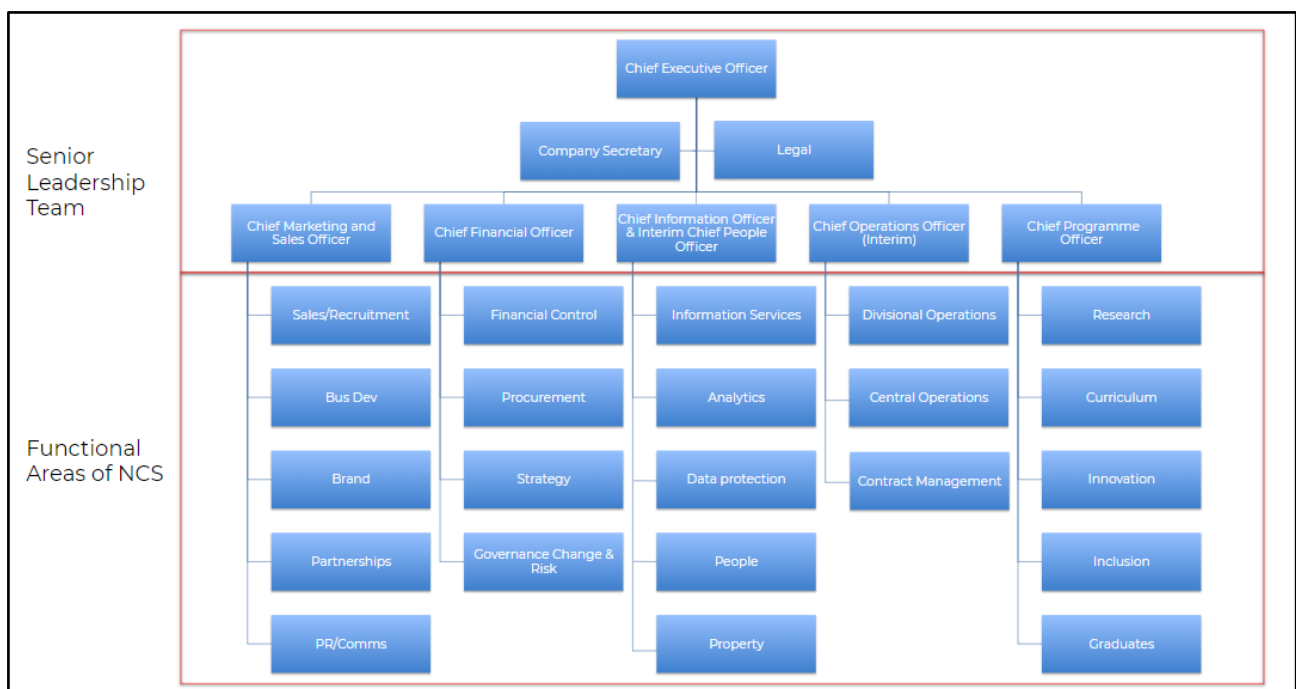 Chief Executive Officer
Company Secretary
Legal
Senior
Leadership
Team
Chief Marketing and
Sales Officer
Chief Financial Officer
Chief Information Officer
& Interim Chief People
Officer
Chief Operations Officer
(Interim)
Chief Programme
Officer
Functional
Areas of NCS
Sales/Recruitment
Financial Control
Information Services
Divisional Operations
Research
Bus Dev
Procurement
Analytics
Central Operations
Curriculum
Brand
Strategy
Data protection
Contract Management
Innovation
Partnerships
Governance Change &
Risk
People
Inclusion
PR/Comms
Property
Graduates